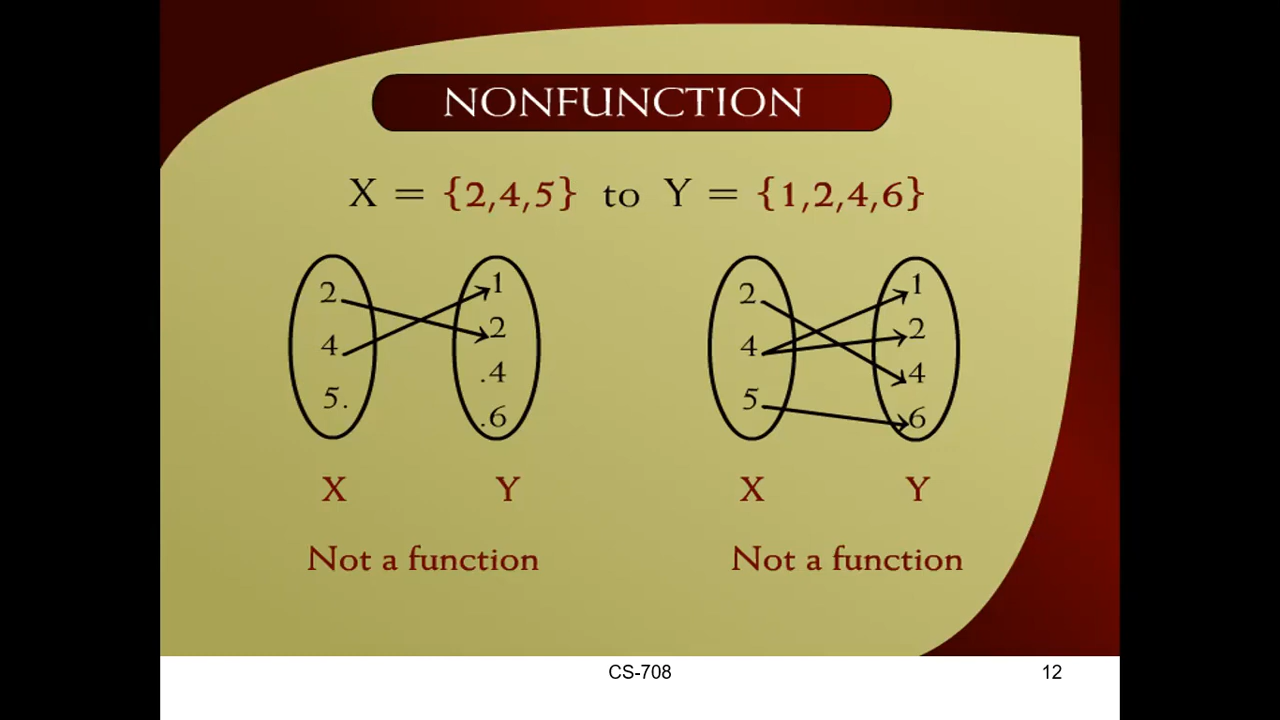 NONFUNCTION
X = {2,4,5} to Y = {1,2,4,6}
2 1 2 1
4 2 4 2
.4 4
5. 5
.6 6
X Y X Y
Not a function Not a function
CS-708 12